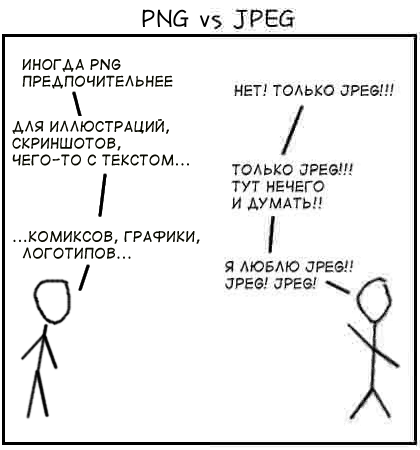 PNG vs JPEG
ИНОГДА PNG
ПРЕДПОЧИТЕЛЬНЕЕ
ДЛЯ ИЛЛЮСТРАЦИЙ,
СКРИНШОТОВ,
ЧЕГО-ТО С ТЕКСТОМ...
...КОМИКСОВ, ГРАФИКИ,
ЛОГОТИПОВ...
НЕТ! ТОЛЬКО JPEG!!!
ТОЛЬКО JPEG!!!
ТУТ НЕЧЕГО
И ДУМАТЬ!!
Я ЛЮБЛЮ JPEG!!
JPEG! JPEG!